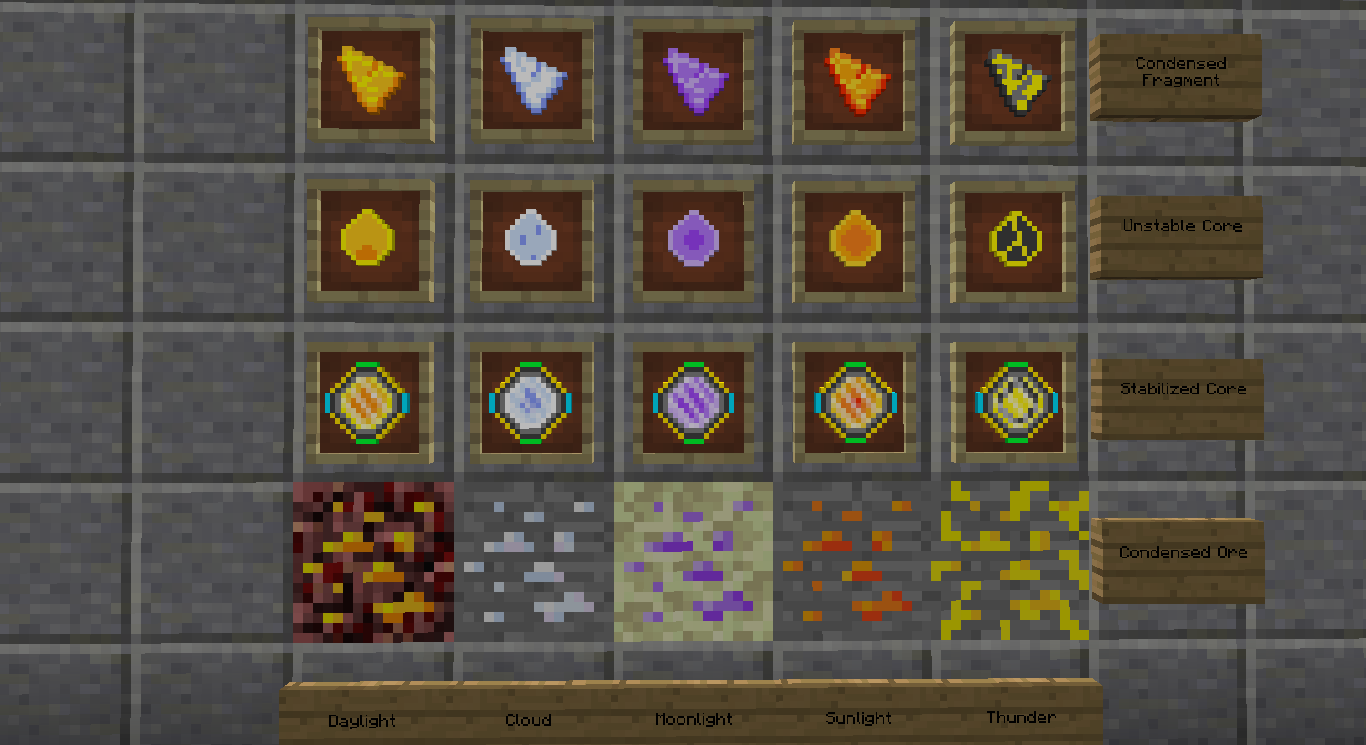 Condensed
Fragment
Unstable Core
Stabilized Core
Condensed Ore
Daylight
Cloud
Moonlight
Sunlight
Thunder